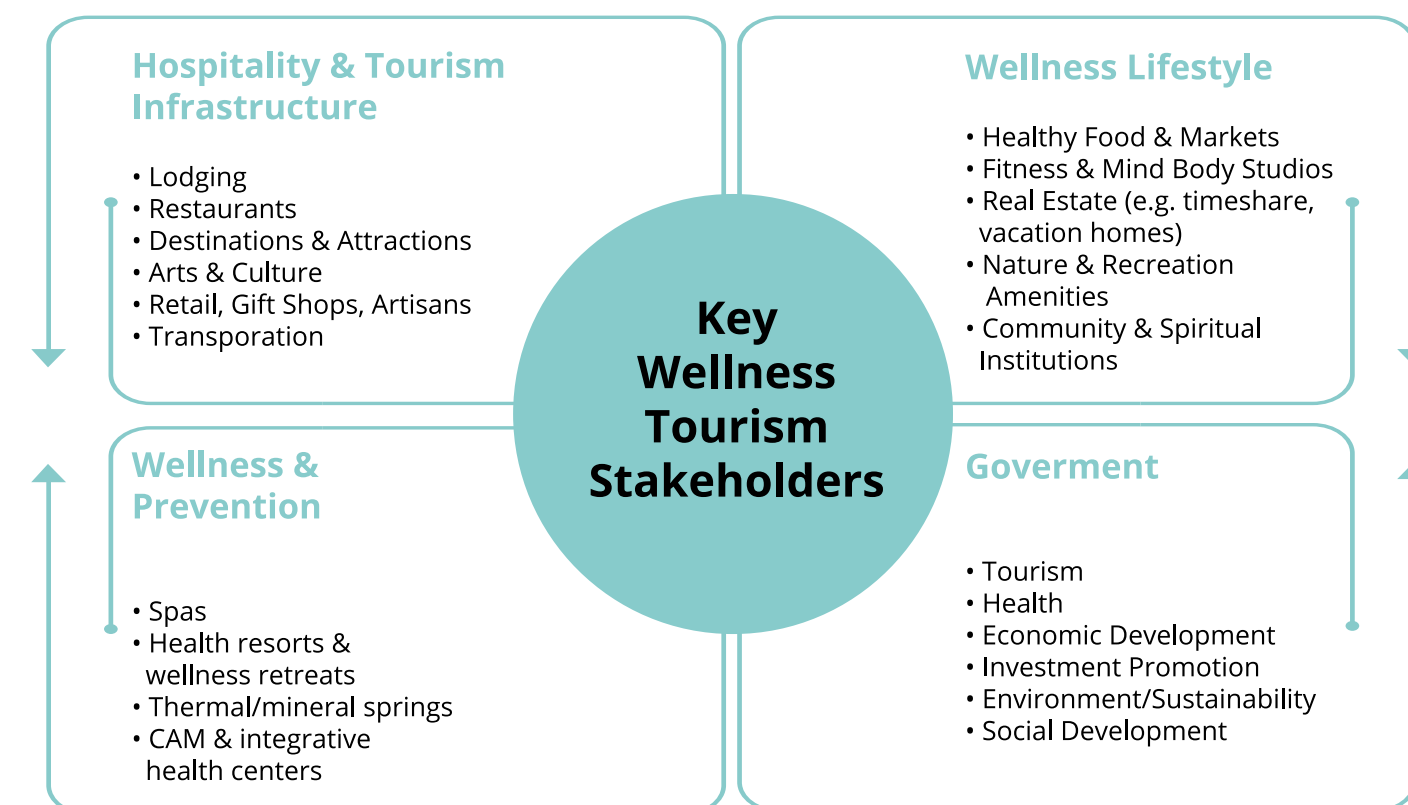 Hospitality & Tourism
Infrastructure
• Lodging
• Restaurants
• Destinations & Attractions
• Arts & Culture
• Retail, Gift Shops, Artisans
• Transporation
Wellness Lifestyle
• Healthy Food & Markets
• Fitness & Mind Body Studios
• Real Estate (e.g. timeshare,
vacation homes)
• Nature & Recreation
Amenities
• Community & Spiritual
Institutions
Key
Wellness
Tourism
Stakeholders
Wellness &
Prevention
• Spas
• Health resorts &
wellness retreats
• Thermal/mineral springs
• CAM & integrative
health centers
Goverment
• Tourism
• Health
• Economic Development
• Investment Promotion
• Environment/Sustainability
• Social Development